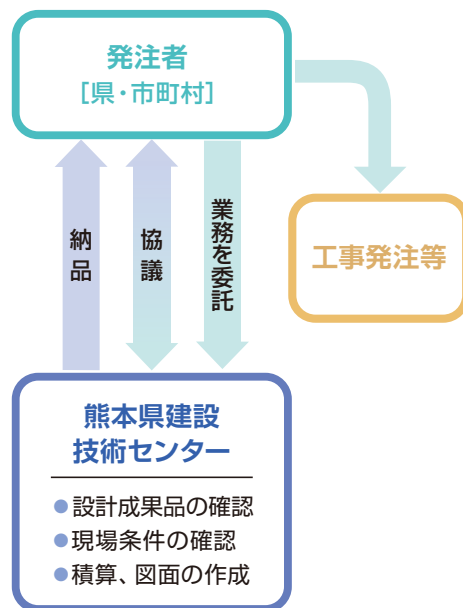 発注者
[県・市町村]
納品
協議
業務を委託
工事発注等
熊本県建設
技術センター
●設計成果品の確認
●現場条件の確認
●積算、図面の作成